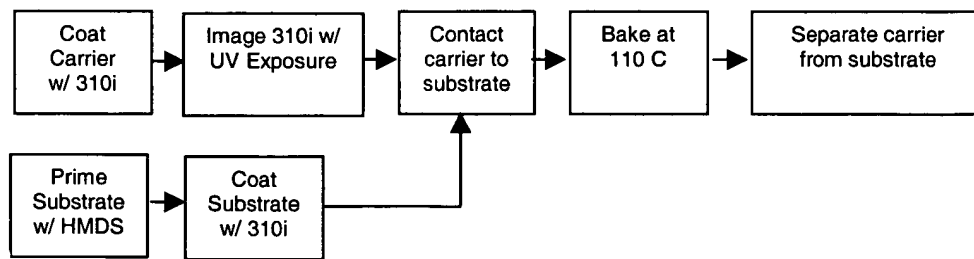 Coat
Carrier
w/ 310i
Image 310i w/
UV Exposure
Contact
carrier to
substrate
Bake at
110 C
Separate carrier
from substrate
Prime
Substrate
w/ HMDS
Coat
Substrate
w/ 310i